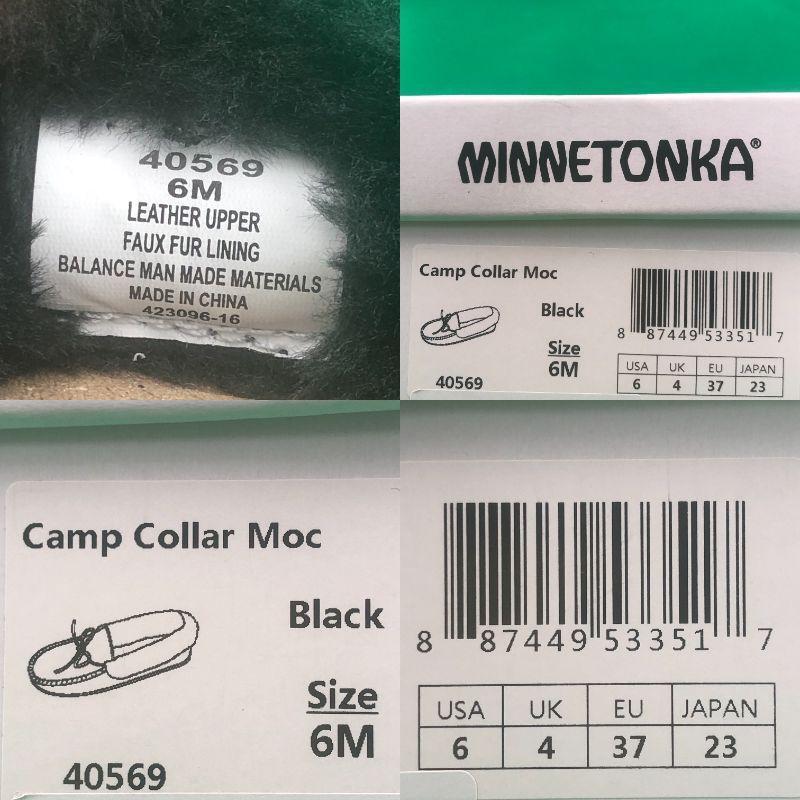 40569
6M
LEATHER UPPER
FAUX FUR LINING
BALANCE MAN MADE MATERIALS
MADE IN CHINA
423096-16
MINNETONKA®
Camp Collar Moc
Black
Size
6M
40569
8 87449 53351 7
USA UK EU JAPAN
6 4 37 23
Camp Collar Moc
Black
Size
6M
40569
8 87449 53351 7
USA UK EU JAPAN
6 4 37 23